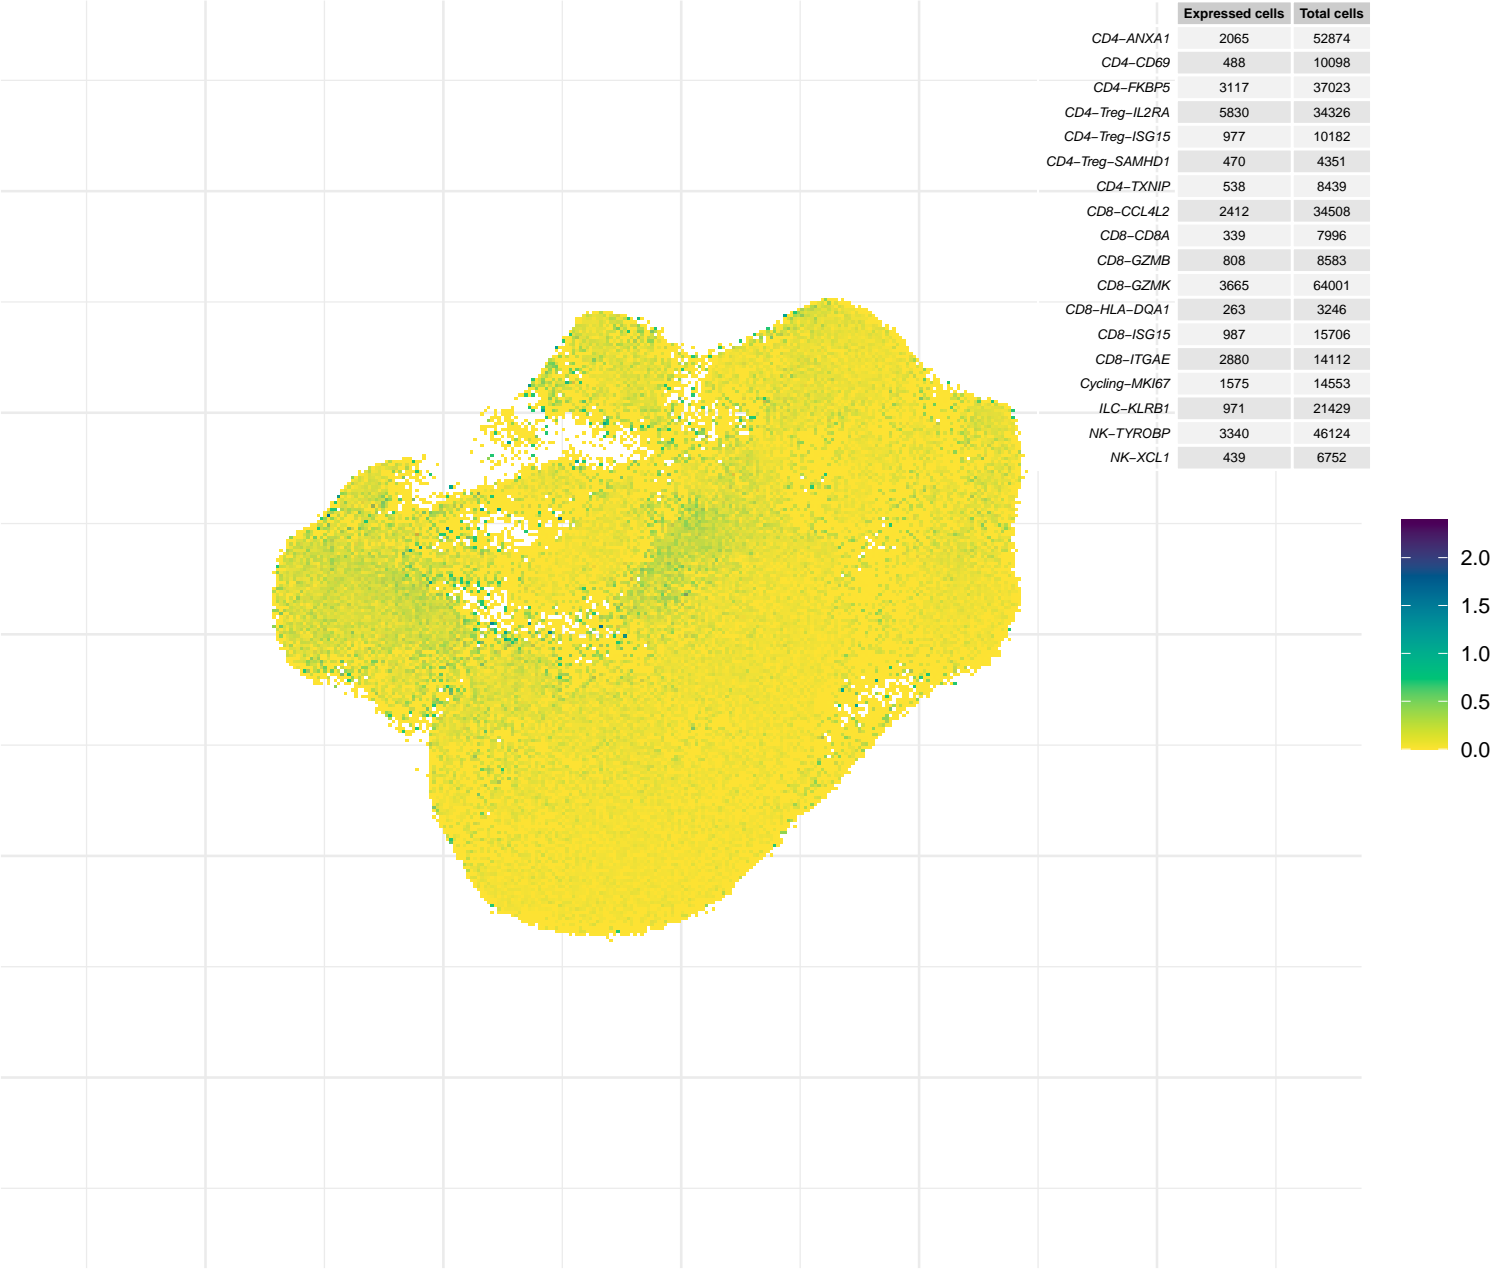 Expressed cells Total cells
CD4−ANXA1 2065 52874
CD4−CD69 488 10098
CD4−FKBP5 3117 37023
CD4−Treg−IL2RA 5830 34326
CD4−Treg−ISG15 977 10182
CD4−Treg−SAMHD1 470 4351
CD4−TXNIP 538 8439
CD8−CCL4L2 2412 34508
CD8−CD8A 339 7996
CD8−GZMB 808 8583
CD8−GZMK 3665 64001
CD8−HLA−DQA1 263 3246
CD8−ISG15 987 15706
CD8−ITGAE 2880 14112
Cycling−MKI67 1575 14553
ILC−KLRB1 971 21429
NK−TYROBP 3340 46124
NK−XCL1 439 6752
2.0
1.5
1.0
0.5
0.0